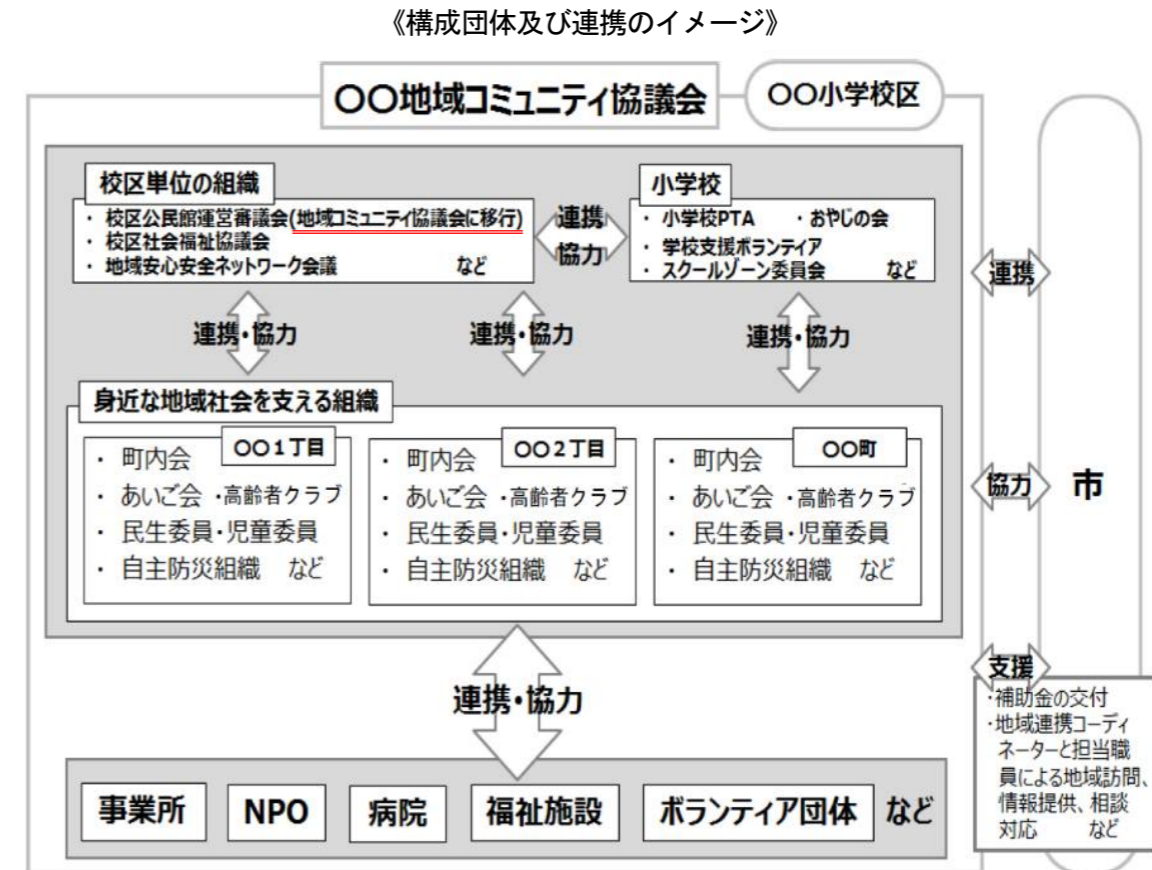 《構成団体及び連携のイメージ》
〇〇地域コミュニティ協議会
〇〇小学校区
校区単位の組織
・ 校区公民館運営審議会(地域コミュニティ協議会に移行)
・ 校区社会福祉協議会
・ 地域安心安全ネットワーク会議 など
連携
協力
小学校
・ 小学校PTA ・おやじの会
・ 学校支援ボランティア
・ スクールゾーン委員会 など
連携・協力
連携・協力
連携・協力
身近な地域社会を支える組織
〇〇1丁目
・ 町内会
・ あいご会 ・高齢者クラブ
・ 民生委員・児童委員
・ 自主防災組織 など
〇〇2丁目
・ 町内会
・ あいご会 ・高齢者クラブ
・ 民生委員・児童委員
・ 自主防災組織 など
〇〇町
・ 町内会
・ あいご会 ・高齢者クラブ
・ 民生委員・児童委員
・ 自主防災組織 など
連携・協力
事業所
NPO
病院
福祉施設
ボランティア団体
など
連携
協力
市
支援
・補助金の交付
・地域連携コーディ
ネーターと担当職
員による地域訪問、
情報提供、相談
対応 など